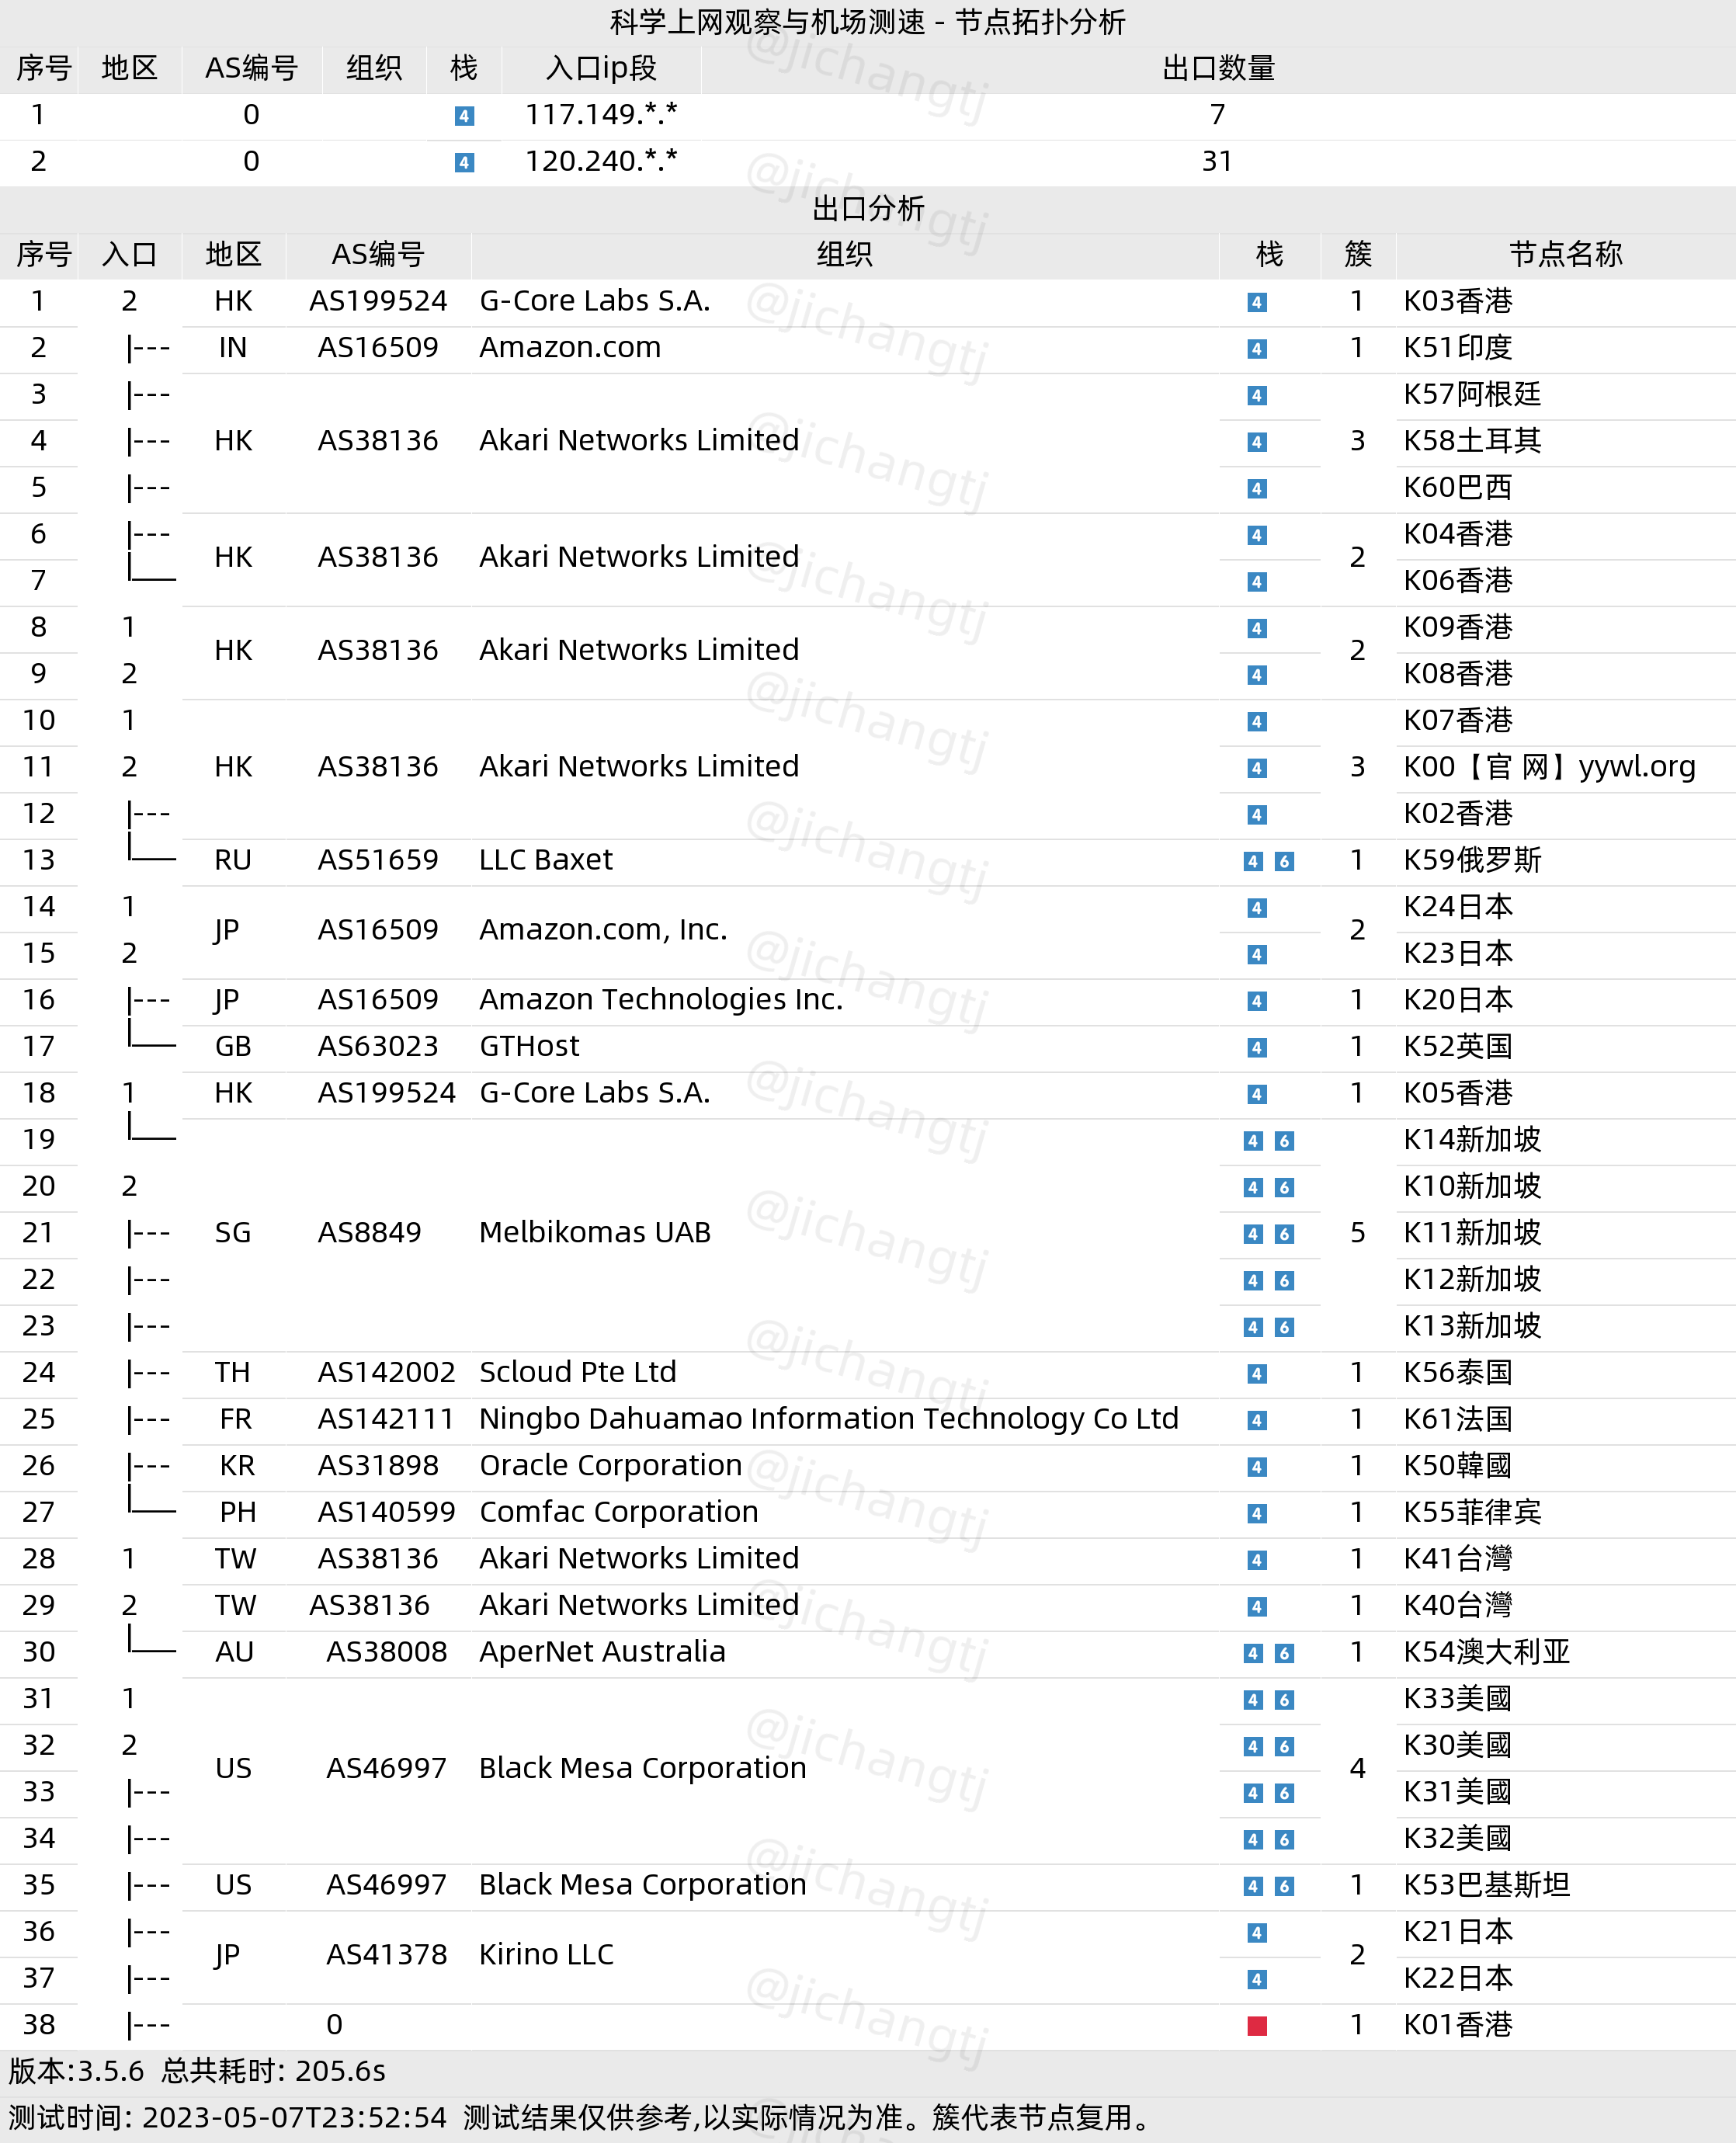 科学上网观察与机场测速 - 节点拓扑分析
序号 地区 AS编号 组织 栈 入口ip段 出口数量
1 0 4 117.149.*.* 7
2 0 4 120.240.*.* 31
出口分析
序号 入口 地区 AS编号 组织 栈 簇 节点名称
1 2 HK AS199524 G-Core Labs S.A. 4 1 K03香港
2 |--- IN AS16509 Amazon.com 4 1 K51印度
3 |--- 4 K57阿根廷
4 |--- HK AS38136 Akari Networks Limited 4 3 K58土耳其
5 |--- 4 K60巴西
6 |--- 4 K04香港
HK AS38136 Akari Networks Limited 2
7 4 K06香港
8 1 4 K09香港
HK AS38136 Akari Networks Limited 2
9 2 4 K08香港
10 1 4 K07香港
11 2 HK AS38136 Akari Networks Limited 4 3 K00【官 网】yywl.org
12 |--- 4 K02香港
13 RU AS51659 LLC Baxet 4 6 1 K59俄罗斯
14 1 4 K24日本
JP AS16509 Amazon.com, Inc. 2
15 2 4 K23日本
16 |--- JP AS16509 Amazon Technologies Inc. 4 1 K20日本
17 GB AS63023 GTHost 4 1 K52英国
18 1 HK AS199524 G-Core Labs S.A. 4 1 K05香港
19 4 6 K14新加坡
20 2 4 6 K10新加坡
21 |--- SG AS8849 Melbikomas UAB 4 6 5 K11新加坡
22 |--- 4 6 K12新加坡
23 |--- 4 6 K13新加坡
24 |--- TH AS142002 Scloud Pte Ltd 4 1 K56泰国
25 |--- FR AS142111 Ningbo Dahuamao Information Technology Co Ltd 4 1 K61法国
26 |--- KR AS31898 Oracle Corporation 4 1 K50韓國
27 PH AS140599 Comfac Corporation 4 1 K55菲律宾
28 1 TW AS38136 Akari Networks Limited 4 1 K41台灣
29 2 TW AS38136 Akari Networks Limited 4 1 K40台灣
30 AU AS38008 AperNet Australia 4 6 1 K54澳大利亚
31 1 4 6 K33美國
32 2 4 6 K30美國
US AS46997 Black Mesa Corporation 4
33 |--- 4 6 K31美國
34 |--- 4 6 K32美國
35 |--- US AS46997 Black Mesa Corporation 4 6 1 K53巴基斯坦
36 |--- 4 K21日本
JP AS41378 Kirino LLC 2
37 |--- 4 K22日本
38 |--- 0 1 K01香港
版本:3.5.6 总共耗时: 205.6s
测试时间: 2023-05-07T23:52:54 测试结果仅供参考,以实际情况为准。簇代表节点复用。
@jichangtj